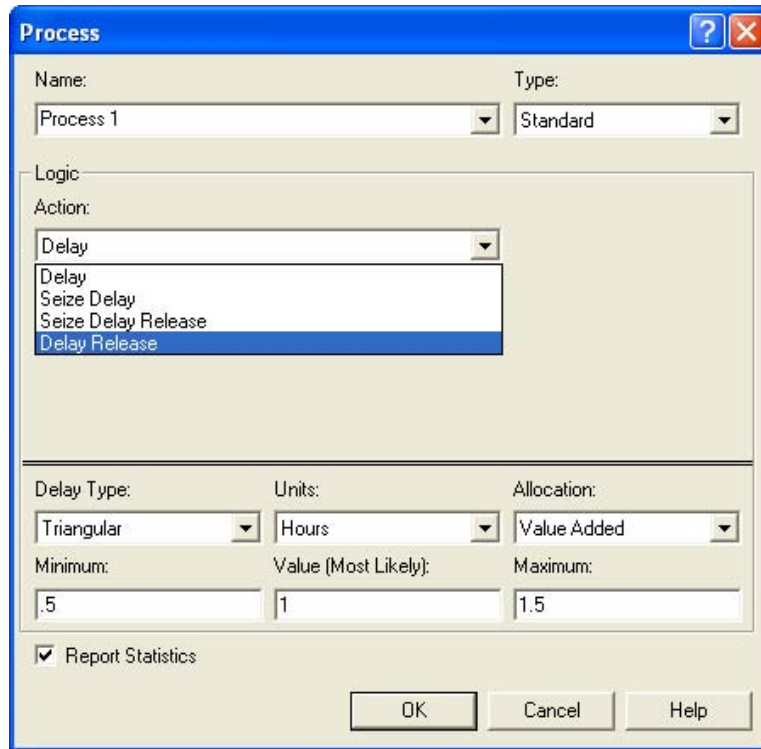 Process
Name:
Type:
Process 1
Standard
Logic
Action:
Delay
Delay
Seize Delay
Seize Delay Release
Delay Release
Delay Type:
Units:
Allocation:
Triangular
Hours
Value Added
Minimum:
Value (Most Likely):
Maximum:
.5
1
1.5
Report Statistics
OK
Cancel
Help